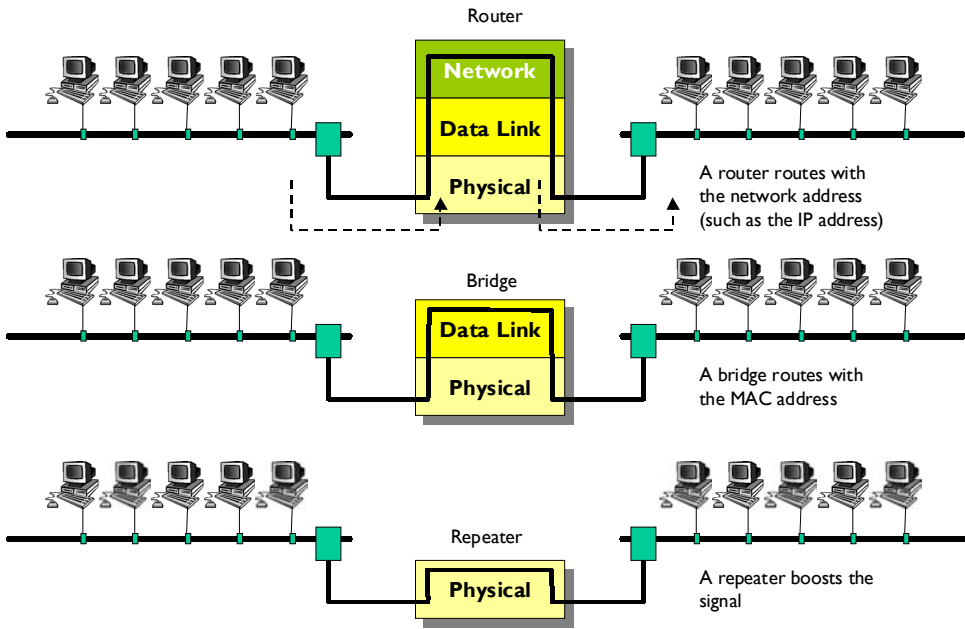 Router
Network
Data Link
Physical
A router routes with
the network address
(such as the IP address)
Bridge
Data Link
Physical
A bridge routes with
the MAC address
Repeater
Physical
A repeater boosts the
signal